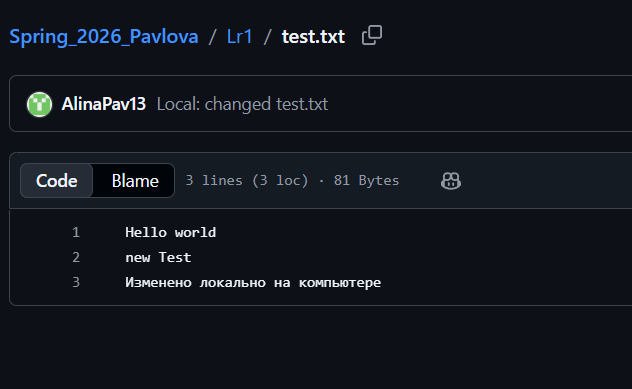 Spring_2026_Pavlova / Lr1 / test.txt
AlinaPav13 Local: changed test.txt
Code Blame 3 lines (3 loc) · 81 Bytes
1 Hello world
2 new Test
3 Изменено локально на компьютере